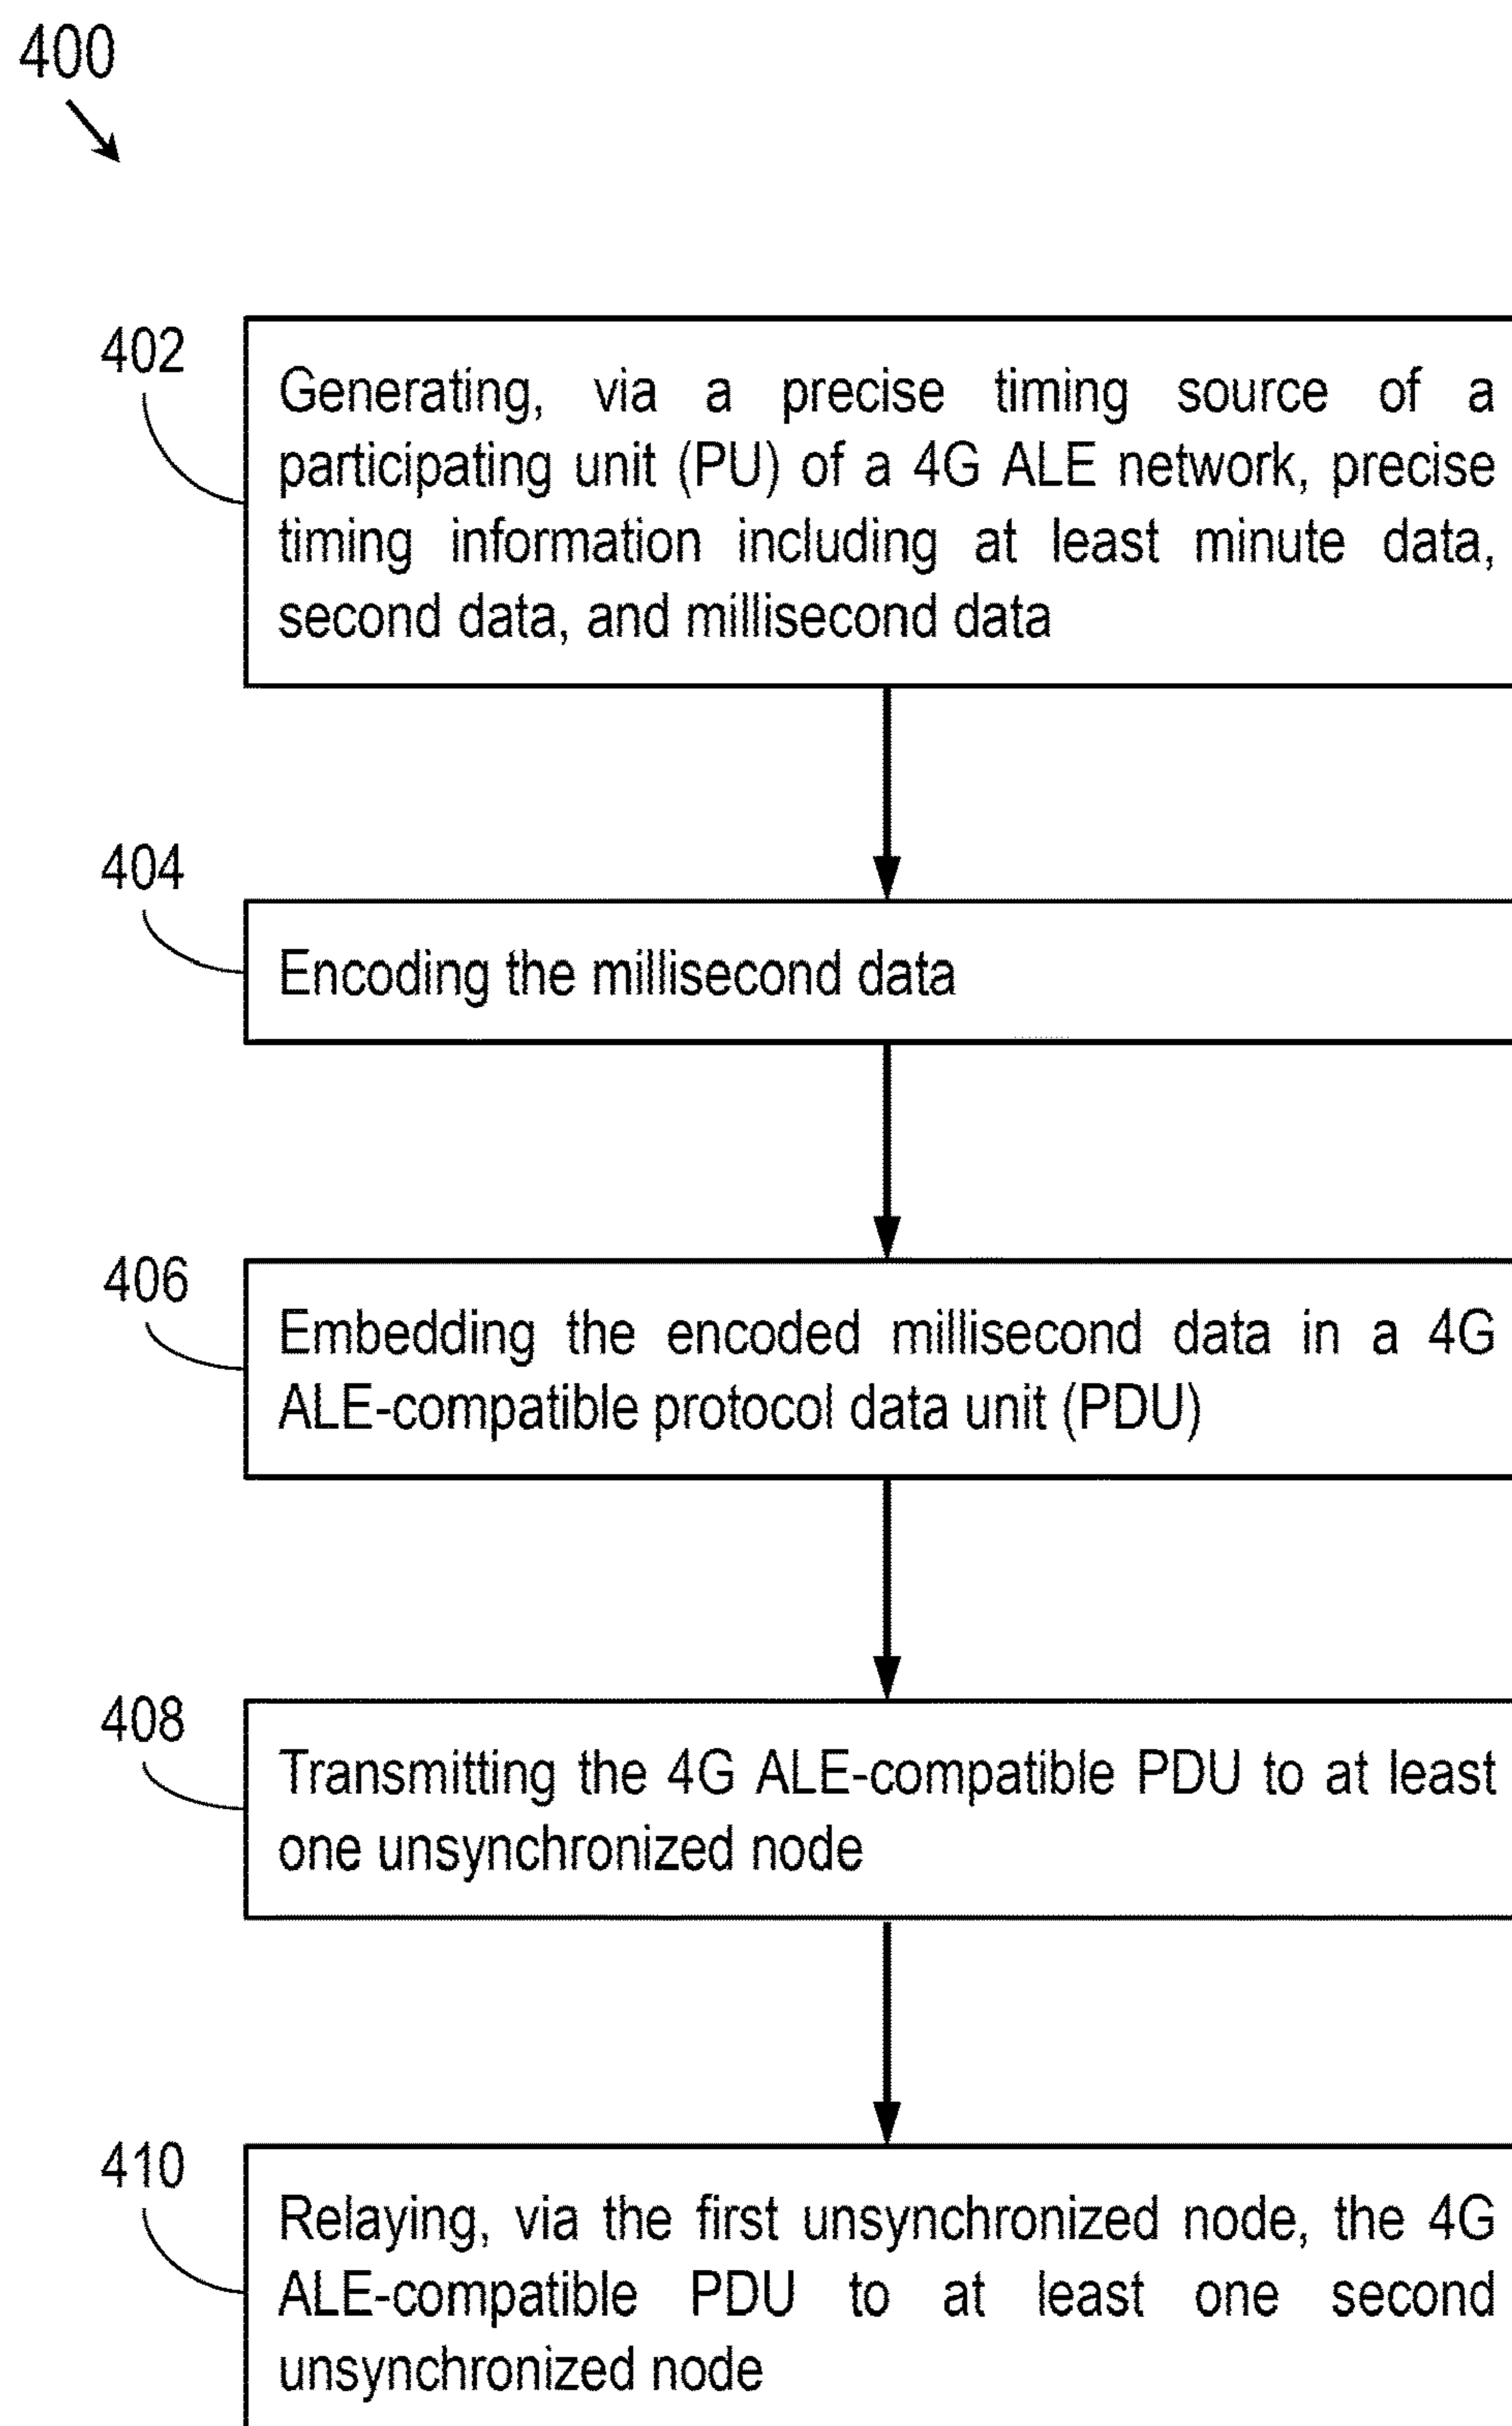 400
402
Generating, via a precise timing source of a
participating unit (PU) of a 4G ALE network, precise
timing information including at least minute data,
second data, and millisecond data
404
Encoding the millisecond data
406
Embedding the encoded millisecond data in a 4G
ALE-compatible protocol data unit (PDU)
408
Transmitting the 4G ALE-compatible PDU to at least
one unsynchronized node
410
Relaying, via the first unsynchronized node, the 4G
ALE-compatible PDU to at least one second
unsynchronized node